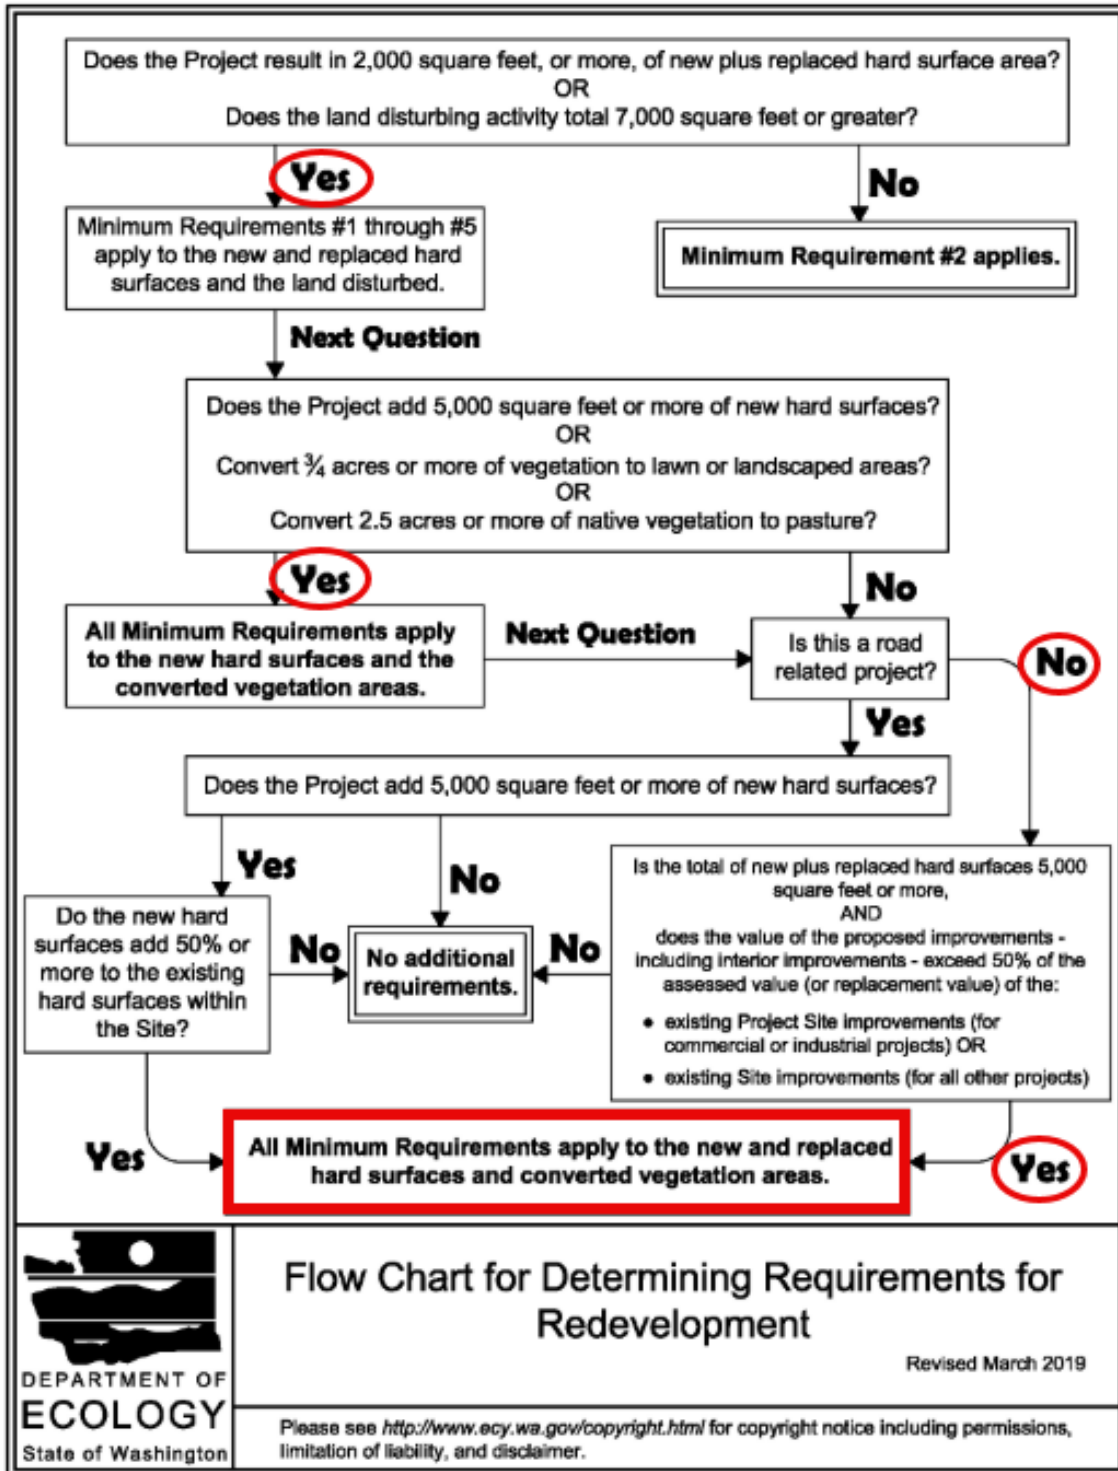 Does the Project result in 2,000 square feet, or more, of new plus replaced hard surface area?
OR
Does the land disturbing activity total 7,000 square feet or greater?
Yes
No
Minimum Requirements #1 through #5
apply to the new and replaced hard
surfaces and the land disturbed.
Minimum Requirement #2 applies.
Next Question
Does the Project add 5,000 square feet or more of new hard surfaces?
OR
Convert ¾ acres or more of vegetation to lawn or landscaped areas?
OR
Convert 2.5 acres or more of native vegetation to pasture?
Yes
No
All Minimum Requirements apply
to the new hard surfaces and the
converted vegetation areas.
Next Question
Is this a road
related project?
No
Yes
Does the Project add 5,000 square feet or more of new hard surfaces?
Yes
No
Do the new hard
surfaces add 50% or
more to the existing
hard surfaces within
the Site?
No
No additional
requirements.
No
Is the total of new plus replaced hard surfaces 5,000
square feet or more,
AND
does the value of the proposed improvements -
including interior improvements - exceed 50% of the
assessed value (or replacement value) of the:
● existing Project Site improvements (for
commercial or industrial projects) OR
● existing Site improvements (for all other projects)
Yes
All Minimum Requirements apply to the new and replaced
hard surfaces and converted vegetation areas.
Yes
DEPARTMENT OF
ECOLOGY
State of Washington
Flow Chart for Determining Requirements for
Redevelopment
Revised March 2019
Please see http://www.ecy.wa.gov/copyright.html for copyright notice including permissions,
limitation of liability, and disclaimer.